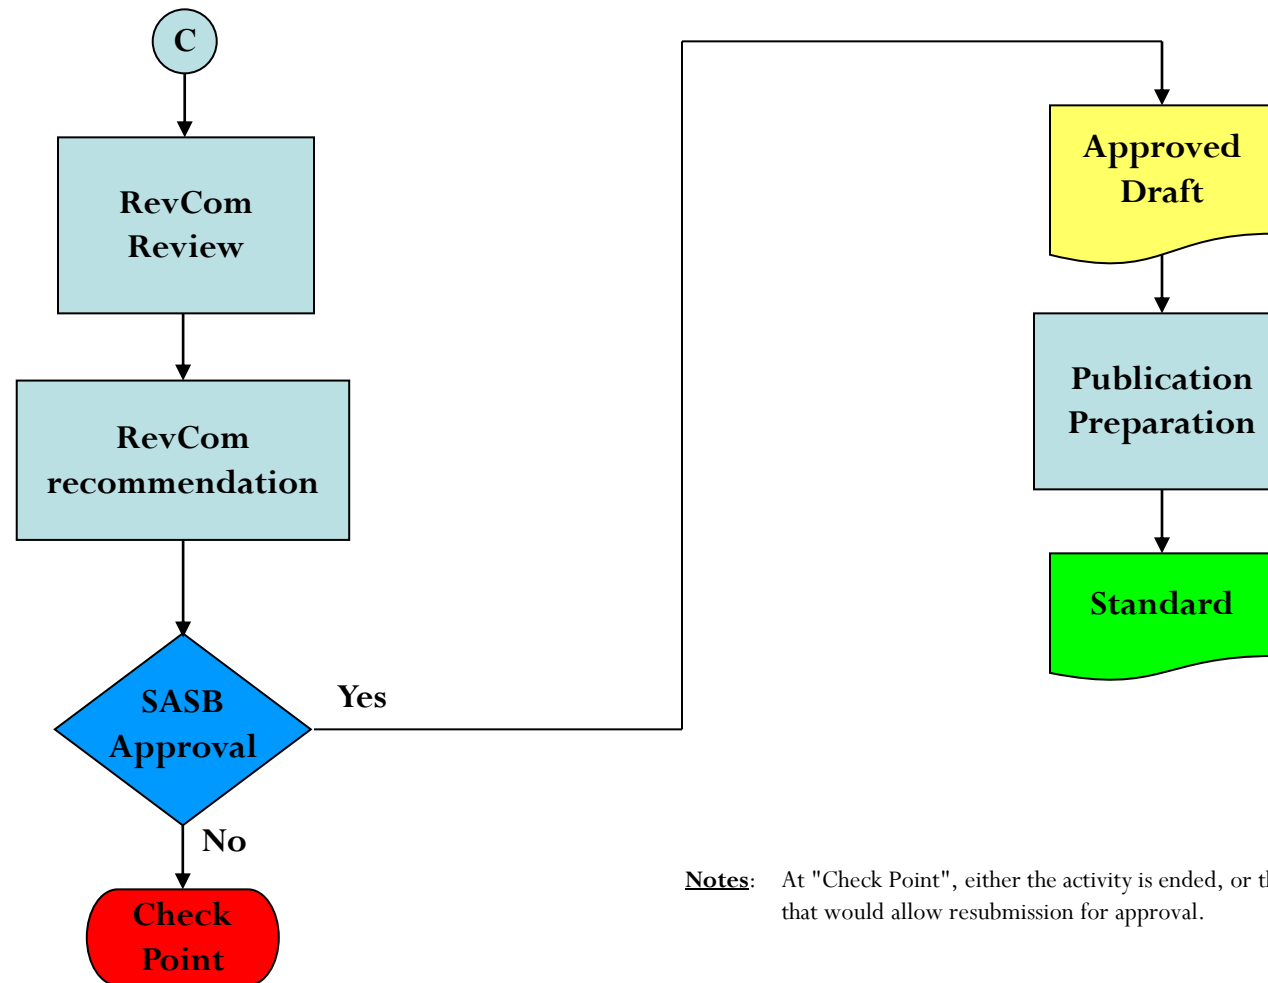 C
RevCom
Review
RevCom
recommendation
SASB
Approval
Yes
No
Check
Point
Approved
Draft
Publication
Preparation
Standard
Notes: At "Check Point", either the activity is ended, or
that would allow resubmission for approval.